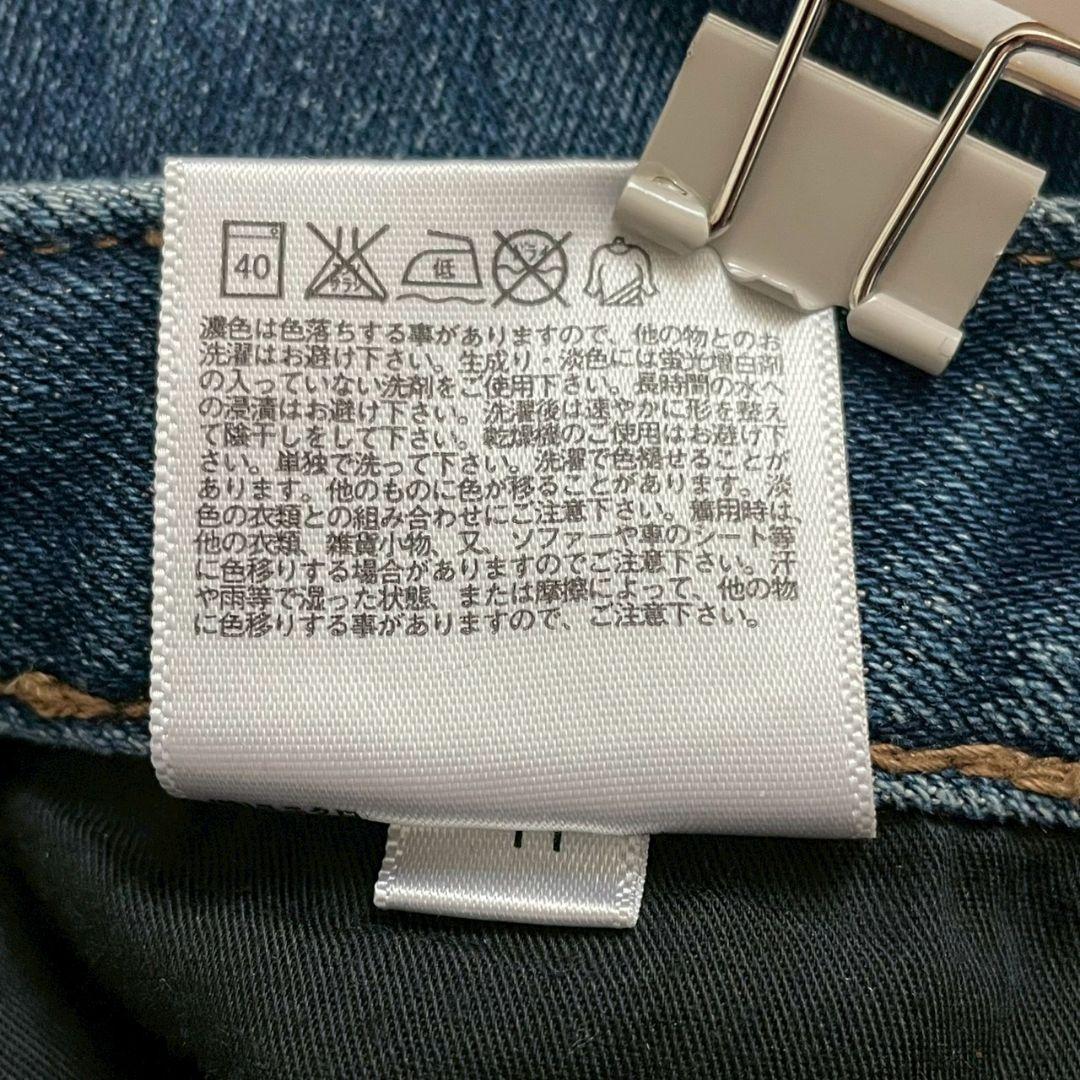 40 エンソ サラシ 低 ドライ
濃色は色落ちする事がありますので、他の物とのお
洗濯はお避け下さい。生成り・淡色には蛍光増白剤
の入っていない洗剤をご使用下さい。長時間の水へ
の浸漬はお避け下さい。洗濯後は速やかに形を整え
て陰干しをして下さい。乾燥機のご使用はお避け下
さい。単独で洗って下さい。洗濯で色褪せることが
あります。他のものに色が移ることがあります。淡
色の衣類との組み合わせにご注意下さい。着用時は、
他の衣類、雑貨小物、又、ソファーや車のシート等
に色移りする場合がありますのでご注意下さい。汗
や雨等で湿った状態、または摩擦によって、他の物
に色移りする事がありますので、ご注意下さい。